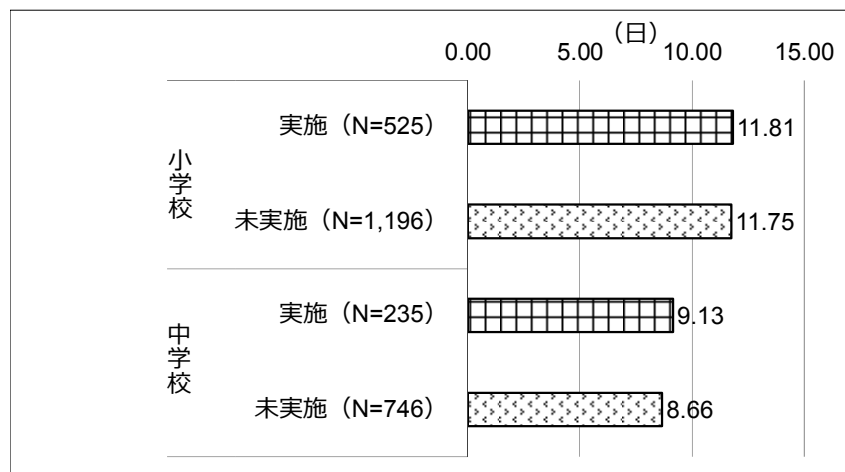 （日）
0.00 5.00 10.00 15.00
小学校
実施（N=525） 11.81
未実施（N=1,196） 11.75
中学校
実施（N=235） 9.13
未実施（N=746） 8.66